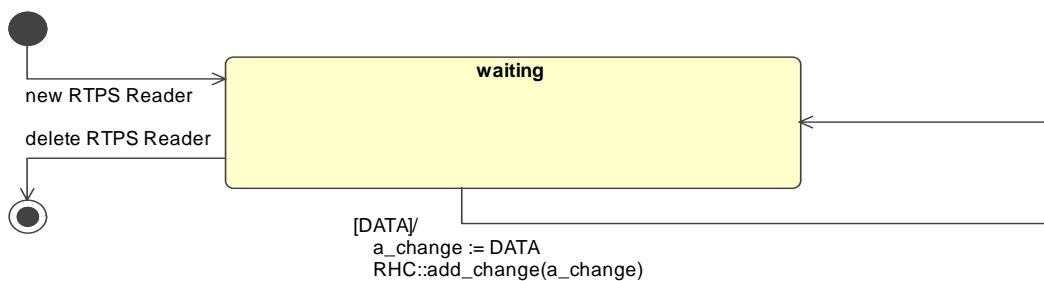 waiting
new RTPS Reader
delete RTPS Reader
[DATA]/
a_change := DATA
RHC::add_change(a_change)